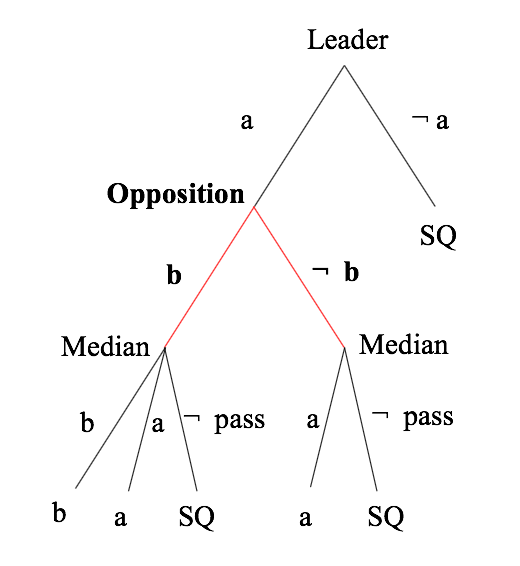 Leader
a ¬ a
Opposition
SQ
b ¬ b
Median Median
b a ¬ pass a ¬ pass
b a SQ a SQ